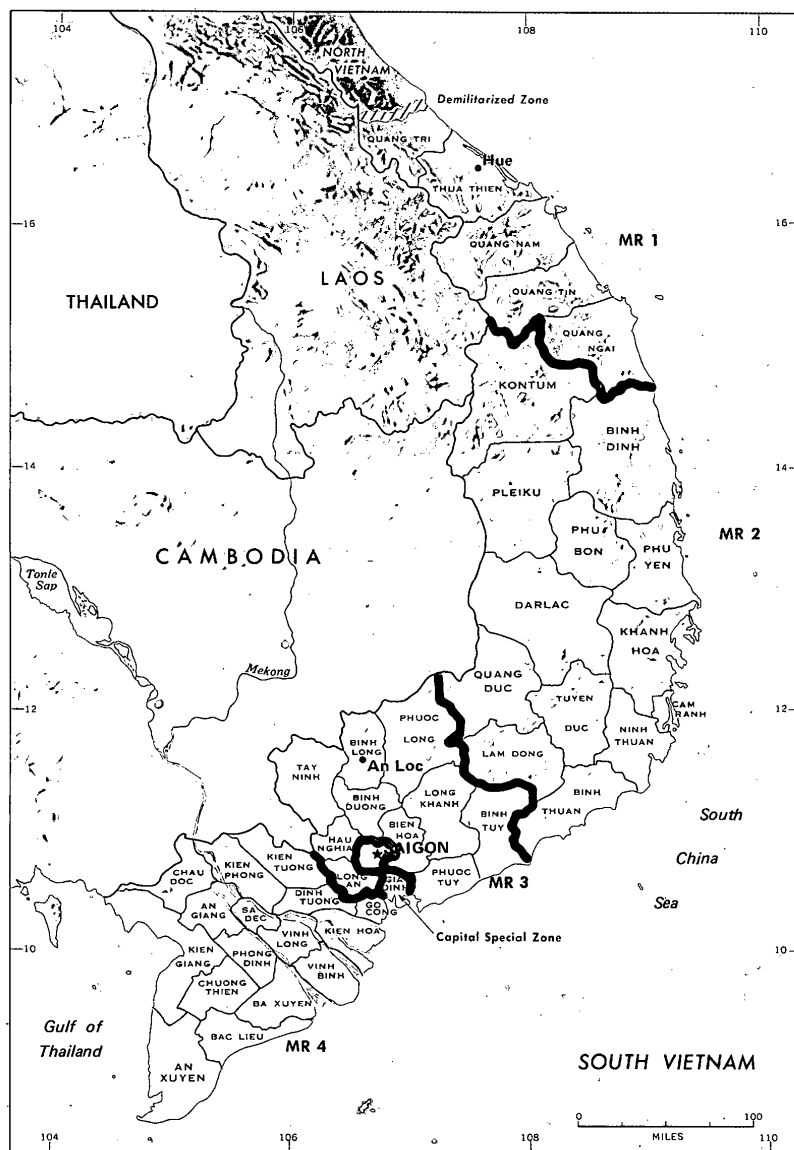 104
106
108
110
NORTH
VIETNAM
Demilitarized Zone
QUANG TRI
Hue
THUA THIEN
16
16
MR 1
QUANG NAM
LAOS
THAILAND
QUANG TIN
QUANG
NGAI
KONTUM
BINH
DINH
14
14
PLEIKU
MR 2
PHU
BON
PHU
YEN
CAMBODIA
Tonle
Sap
DARLAC
KHANH
HOA
Mekong
QUANG
DUC
TUYEN
DUC
CAM
RANH
12
12
PHUOC
LONG
NINH
THUAN
BINH
LONG
An Loc
LAM DONG
TAY
NINH
LONG
KHANH
BINH
THUAN
BINH
DUONG
BINH
TUY
BIEN
HOA
South
China
Sea
HAU
NGHIA
SAIGON
MR 3
PHUOC
TUY
CHAU
DOC
KIEN
PHONG
KIEN
TUONG
LONG
AN
GIA
DINH
DINH
TUONG
GO
CONG
AN
GIANG
SA
DEC
Capital Special Zone
VINH
LONG
KIEN HOA
10
10
KIEN
GIANG
PHONG
DINH
VINH
BINH
CHUONG
THIEN
BA XUYEN
Gulf of
Thailand
BAC LIEU
MR 4
AN
XUYEN
SOUTH VIETNAM
0
100
MILES
104
106
108
110